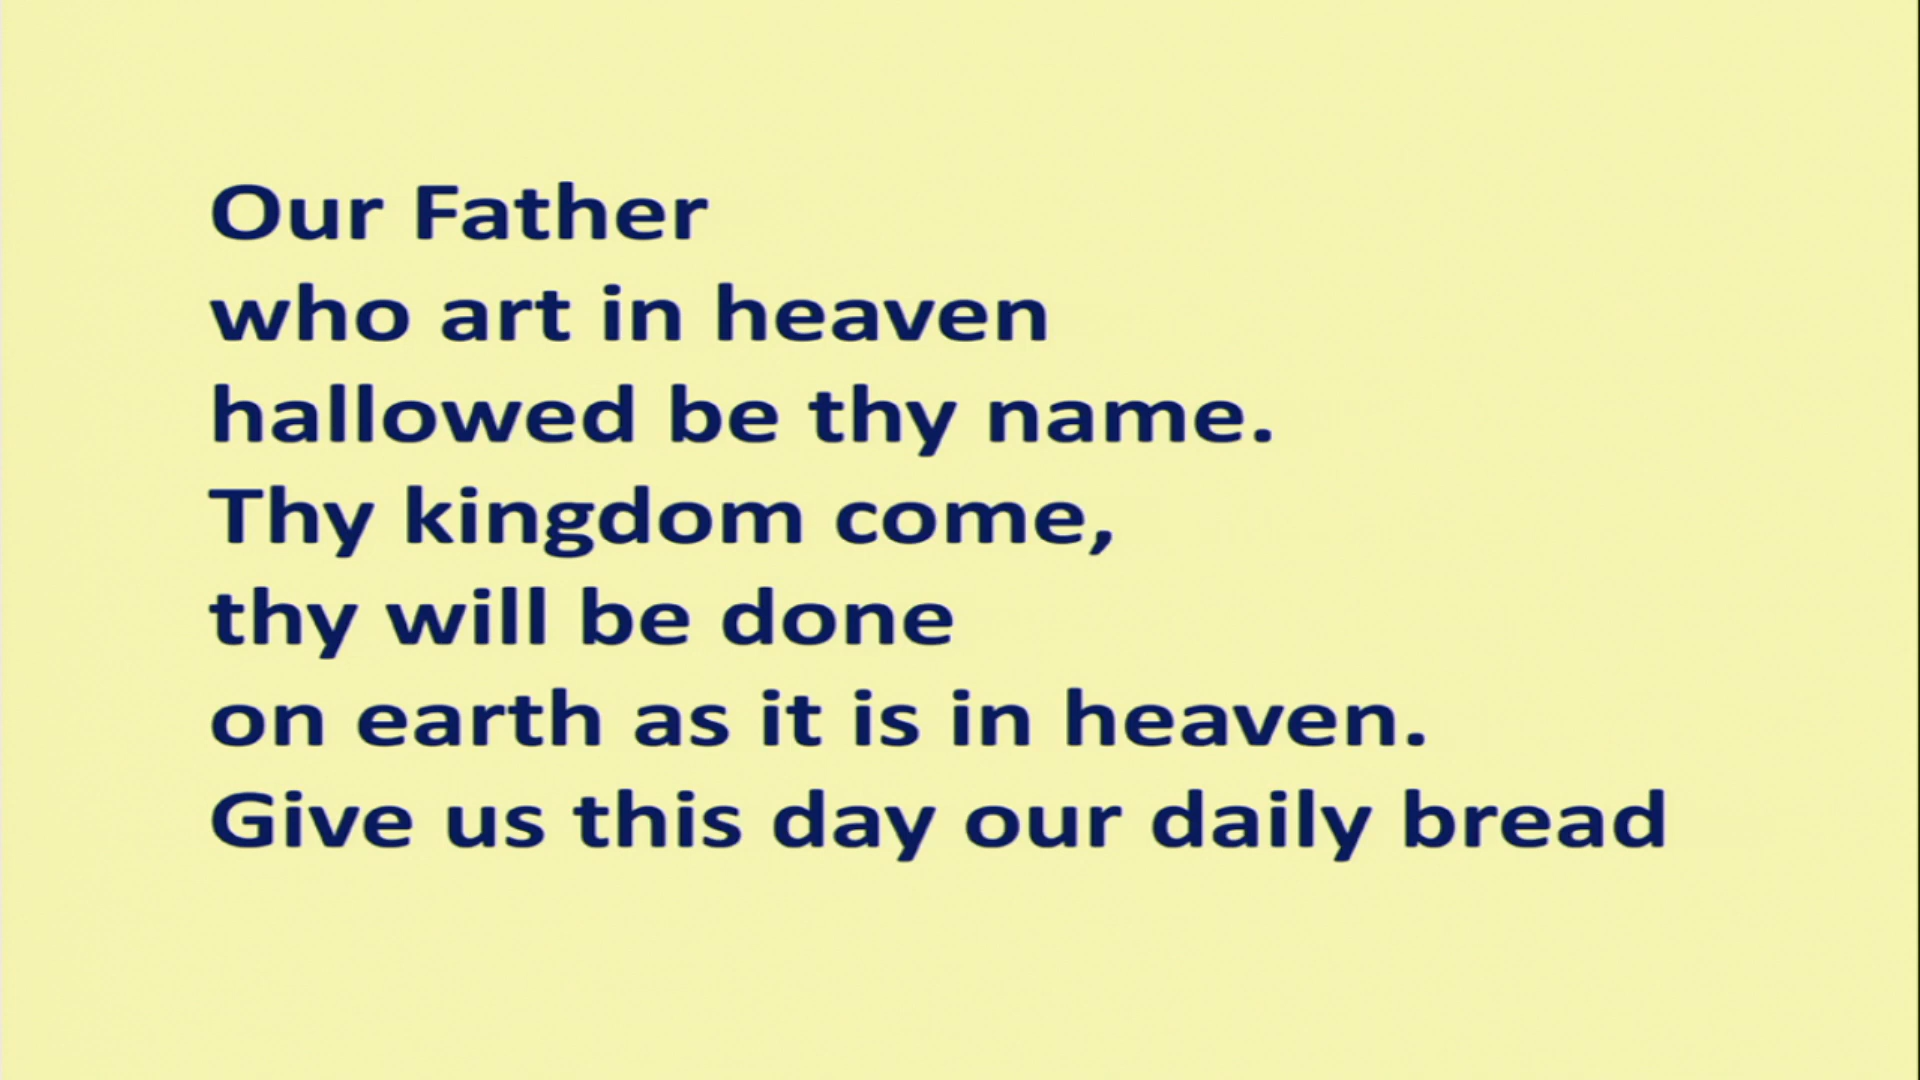 Our Father
who art in heaven
hallowed be thy name.
Thy kingdom come,
thy will be done
on earth as it is in heaven.
Give us this day our daily bread